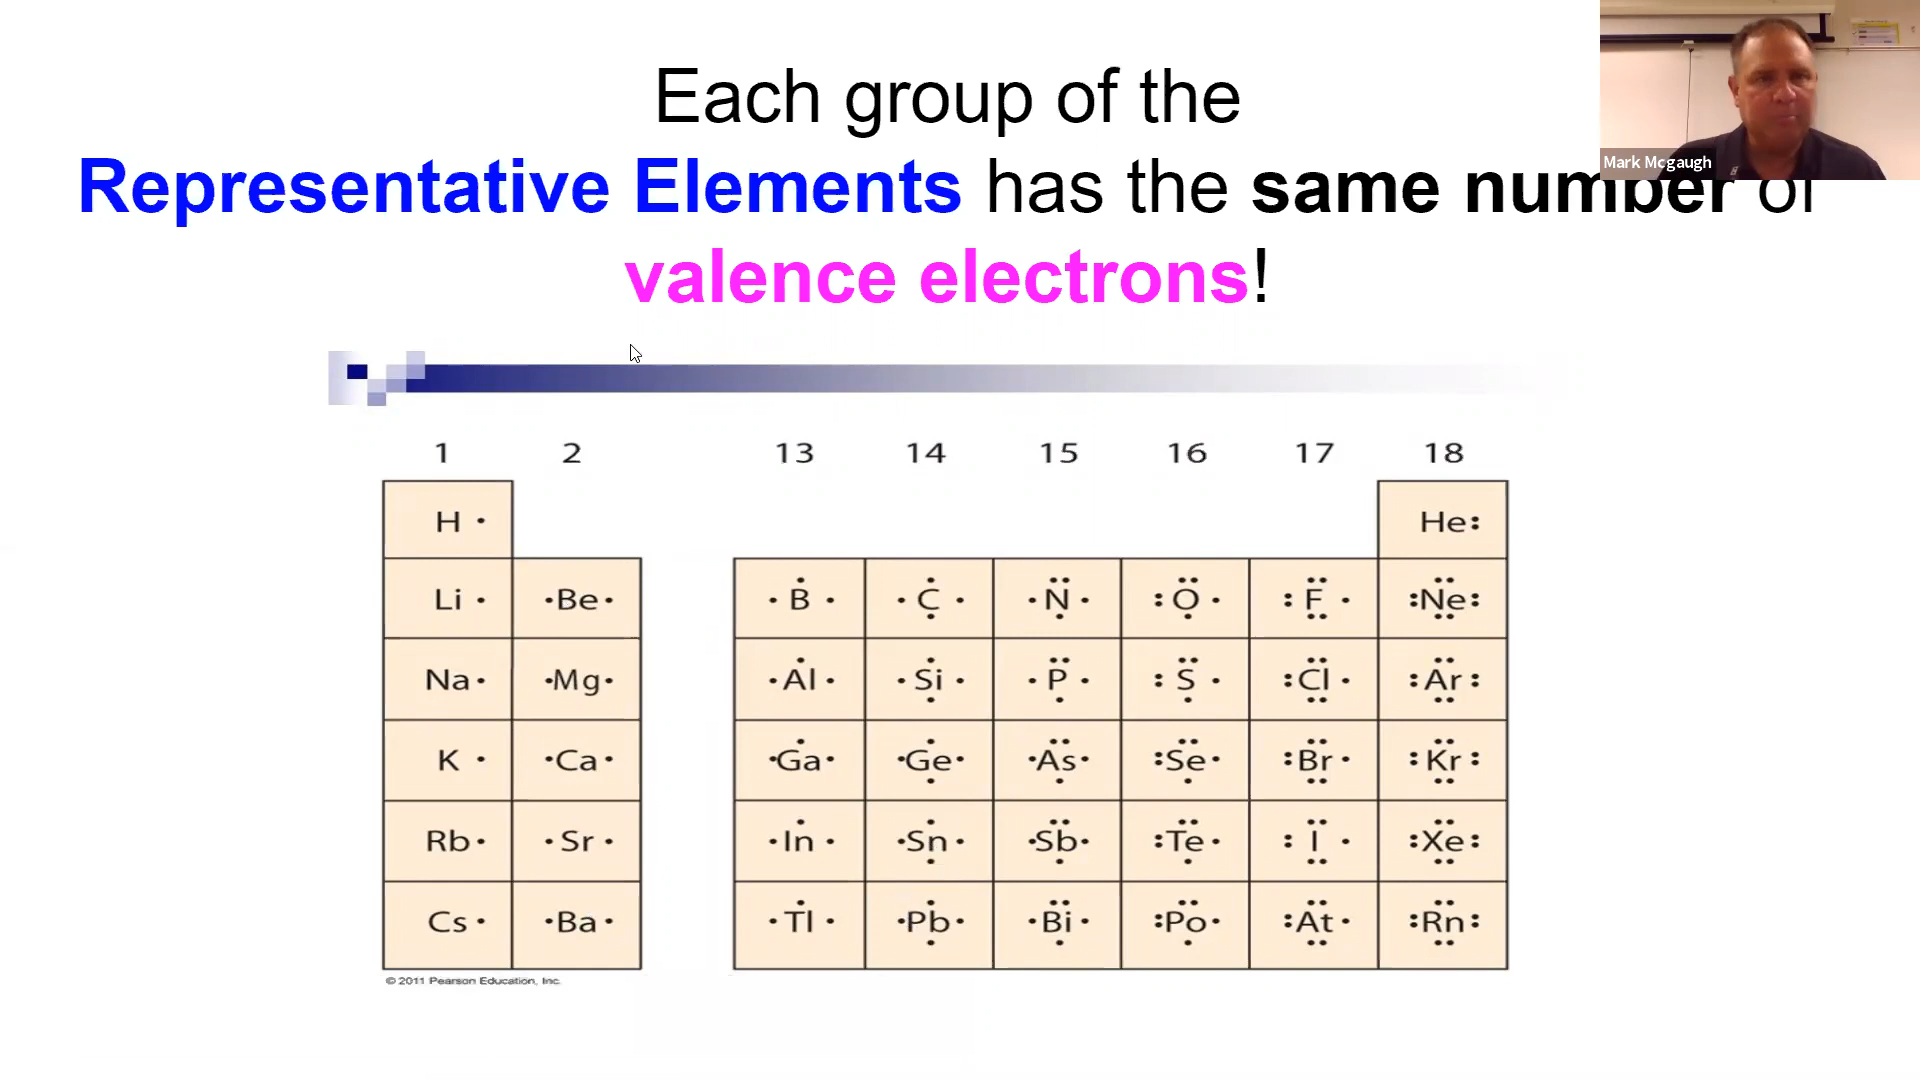 Each group of the
Mark Mcgaugh
Representative Elements has the same number of
valence electrons!
1 2 13 14 15 16 17 18
H He
Li Be B C N O F Ne
Na Mg Al Si P S Cl Ar
K Ca Ga Ge As Se Br Kr
Rb Sr In Sn Sb Te I Xe
Cs Ba Tl Pb Bi Po At Rn
© 2011 Pearson Education, Inc.